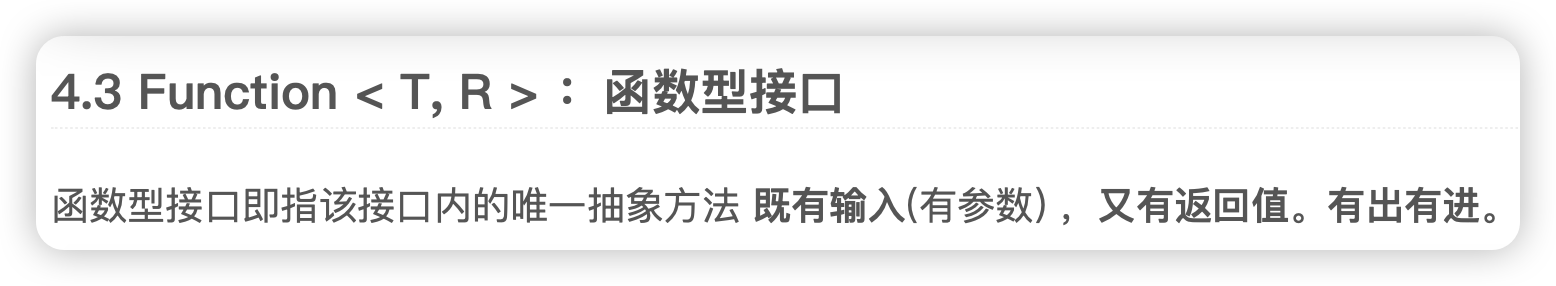 4.3 Function < T, R > ： 函数型接口
函数型接口即指该接口内的唯一抽象方法 既有输入(有参数) ，又有返回值。有出有进。